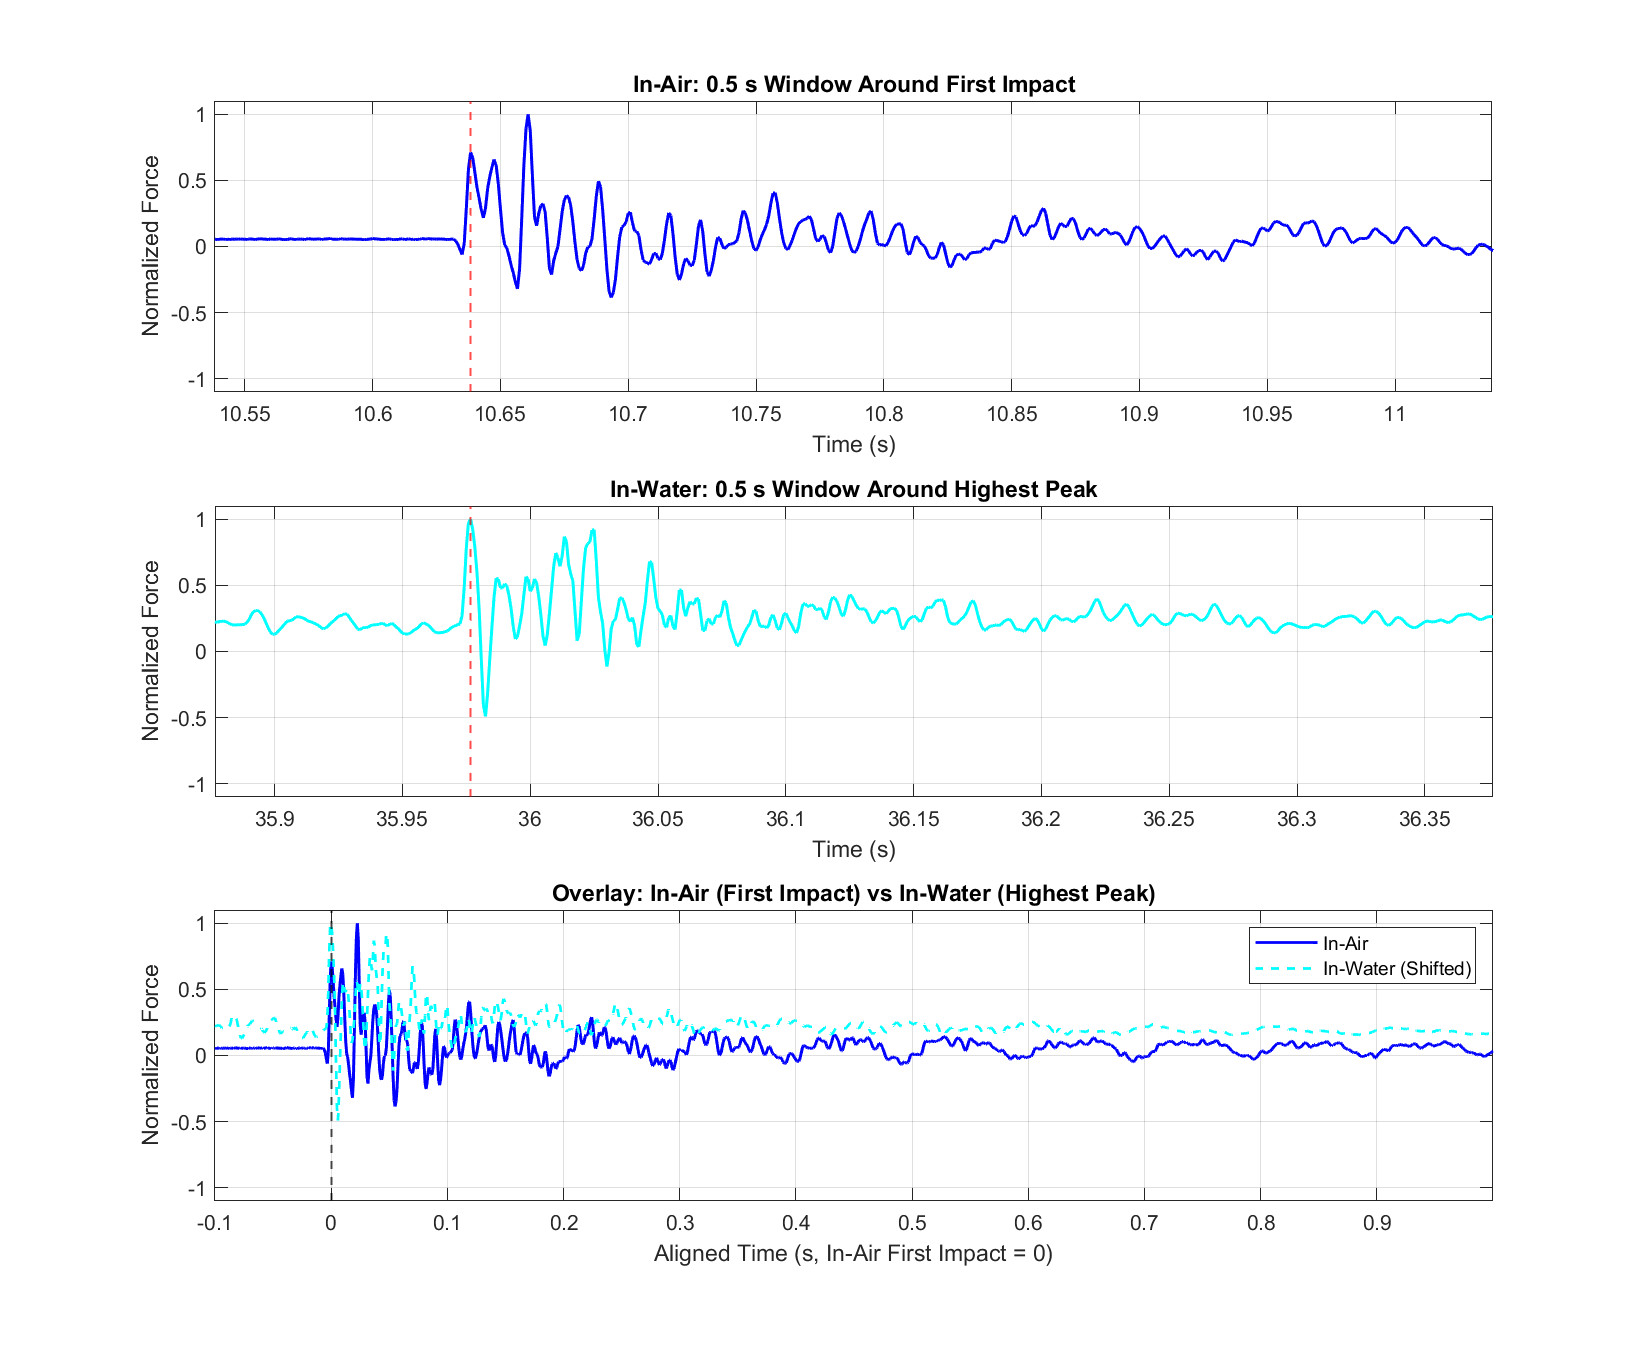 In-Air: 0.5 s Window Around First Impact
Normalized Force
1
0.5
0
-0.5
-1
10.55 10.6 10.65 10.7 10.75 10.8 10.85 10.9 10.95 11
Time (s)
In-Water: 0.5 s Window Around Highest Peak
Normalized Force
1
0.5
0
-0.5
-1
35.9 35.95 36 36.05 36.1 36.15 36.2 36.25 36.3 36.35
Time (s)
Overlay: In-Air (First Impact) vs In-Water (Highest Peak)
Normalized Force
1
0.5
0
-0.5
-1
In-Air
In-Water (Shifted)
-0.1 0 0.1 0.2 0.3 0.4 0.5 0.6 0.7 0.8 0.9
Aligned Time (s, In-Air First Impact = 0)